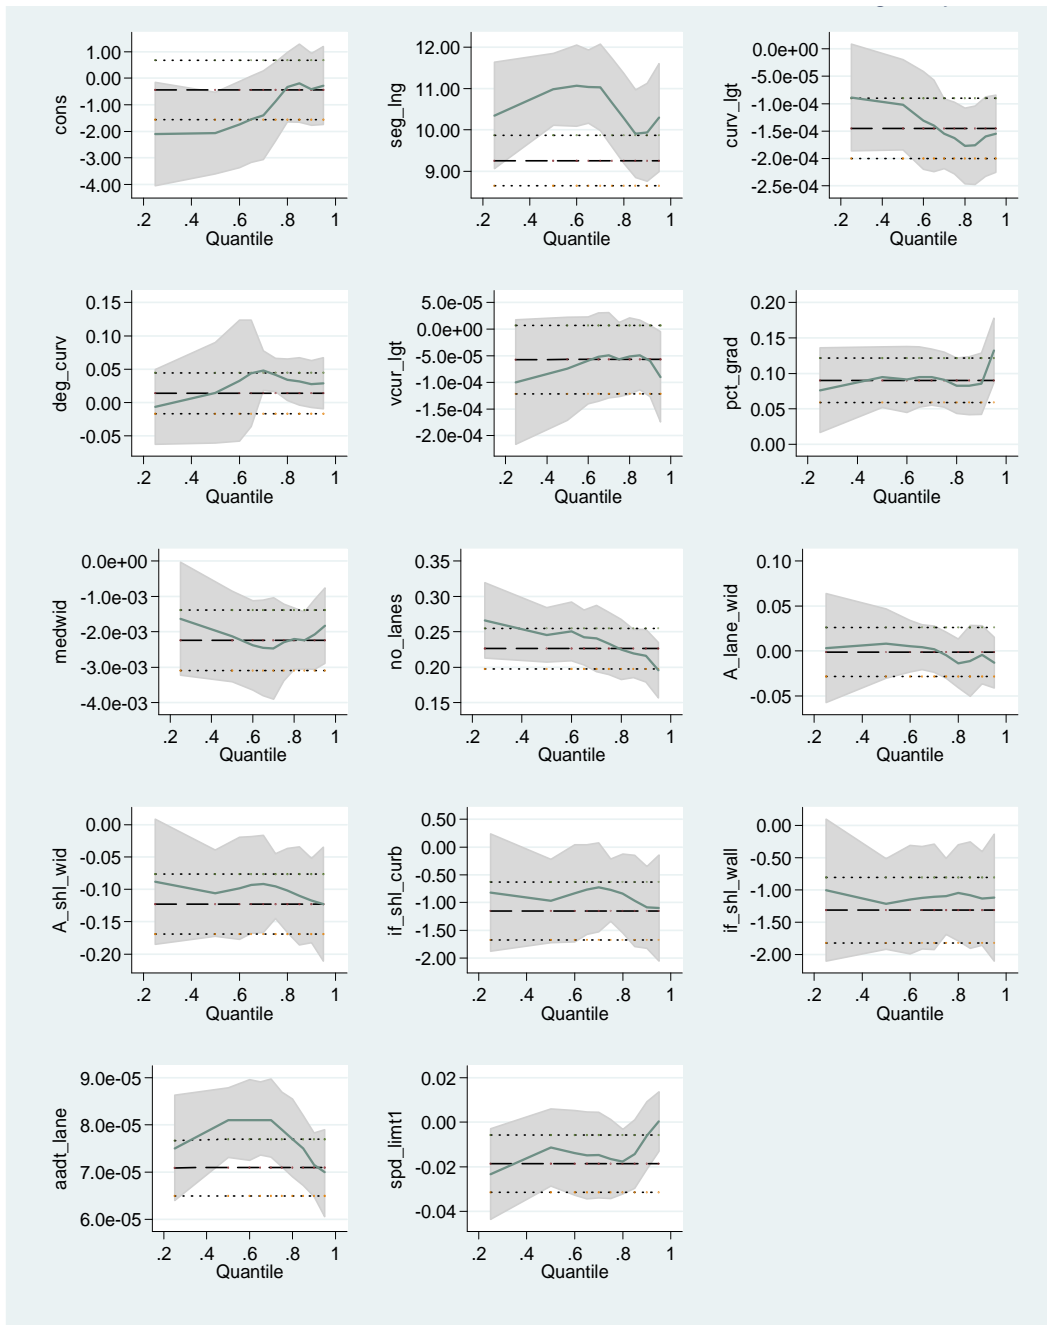 cons
1.00
0.00
-1.00
-2.00
-3.00
-4.00
.2 .4 .6 .8 1
Quantile
seg_lng
12.00
11.00
10.00
9.00
.2 .4 .6 .8 1
Quantile
curv_lgt
0.0e+00
-5.0e-05
-1.0e-04
-1.5e-04
-2.0e-04
-2.5e-04
.2 .4 .6 .8 1
Quantile
deg_curv
0.15
0.10
0.05
0.00
-0.05
.2 .4 .6 .8 1
Quantile
vcur_lgt
5.0e-05
0.0e+00
-5.0e-05
-1.0e-04
-1.5e-04
-2.0e-04
.2 .4 .6 .8 1
Quantile
pct_grad
0.20
0.15
0.10
0.05
0.00
.2 .4 .6 .8 1
Quantile
medwid
0.0e+00
-1.0e-03
-2.0e-03
-3.0e-03
-4.0e-03
.2 .4 .6 .8 1
Quantile
no_lanes
0.35
0.30
0.25
0.20
0.15
.2 .4 .6 .8 1
Quantile
A_lane_wid
0.10
0.05
0.00
-0.05
.2 .4 .6 .8 1
Quantile
A_shl_wid
0.00
-0.05
-0.10
-0.15
-0.20
.2 .4 .6 .8 1
Quantile
if_shl_curb
0.50
0.00
-0.50
-1.00
-1.50
-2.00
.2 .4 .6 .8 1
Quantile
if_shl_wall
0.00
-0.50
-1.00
-1.50
-2.00
.2 .4 .6 .8 1
Quantile
aadt_lane
9.0e-05
8.0e-05
7.0e-05
6.0e-05
.2 .4 .6 .8 1
Quantile
spd_limt1
0.02
0.00
-0.02
-0.04
.2 .4 .6 .8 1
Quantile